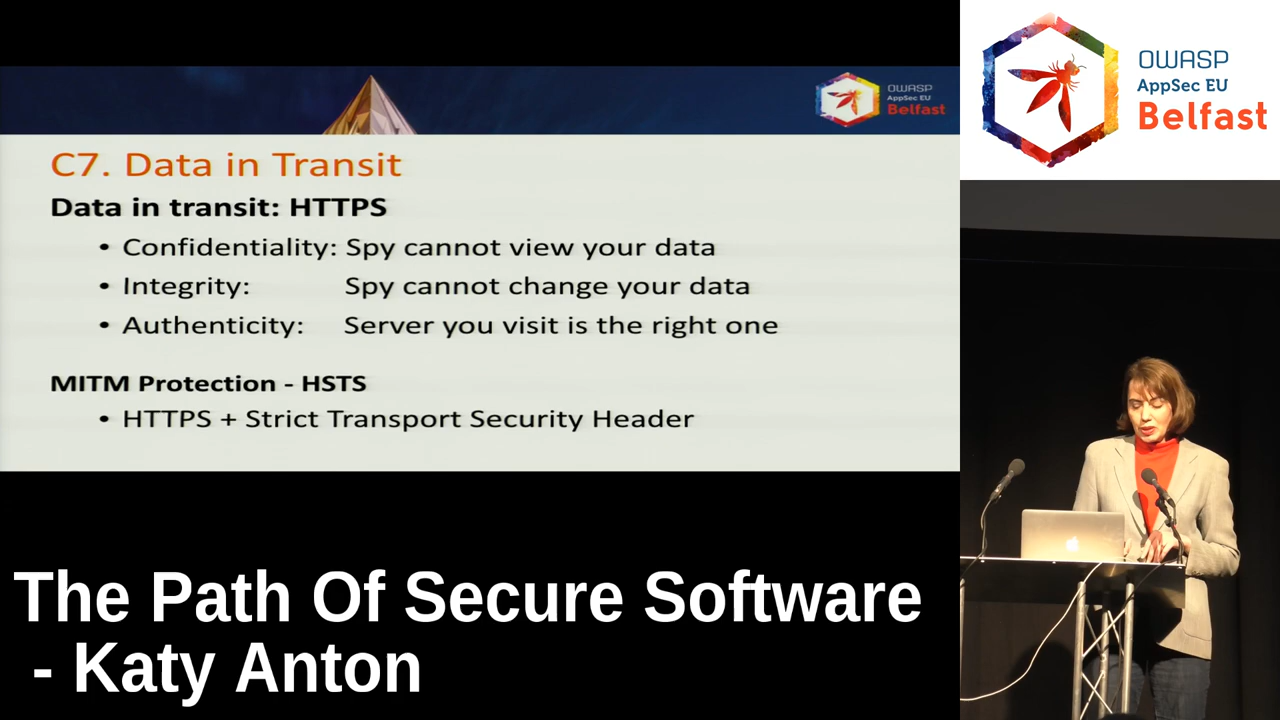 OWASP
AppSec EU
Belfast
C7. Data in Transit
Data in transit: HTTPS
• Confidentiality: Spy cannot view your data
• Integrity: Spy cannot change your data
• Authenticity: Server you visit is the right one
MITM Protection - HSTS
• HTTPS + Strict Transport Security Header
OWASP
AppSec EU
Belfast
The Path Of Secure Software
- Katy Anton